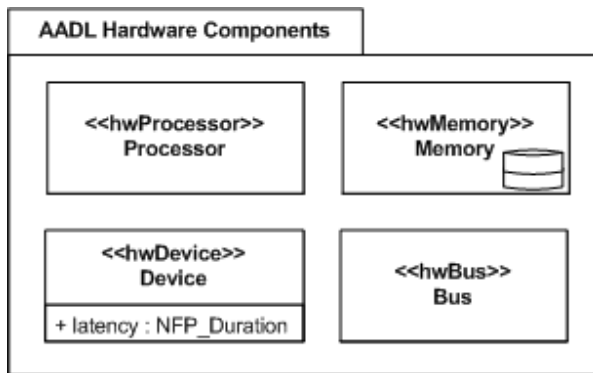 AADL Hardware Components
<<hwProcessor>>
Processor
<<hwMemory>>
Memory
<<hwDevice>>
Device
+ latency : NFP_Duration
<<hwBus>>
Bus